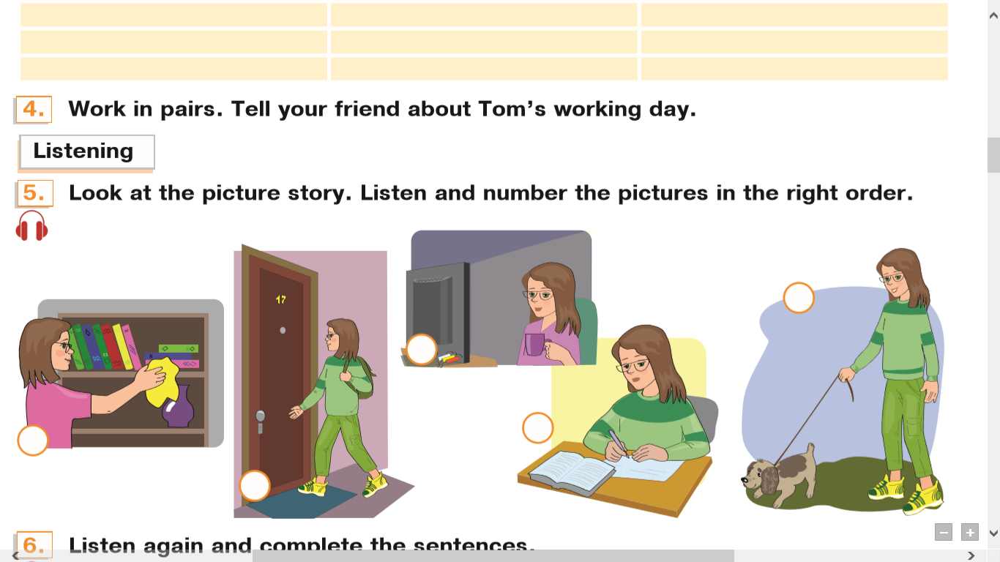 4. Work in pairs. Tell your friend about Tom’s working day.
Listening
5. Look at the picture story. Listen and number the pictures in the right order.
17
6. Listen again and complete the sentences.